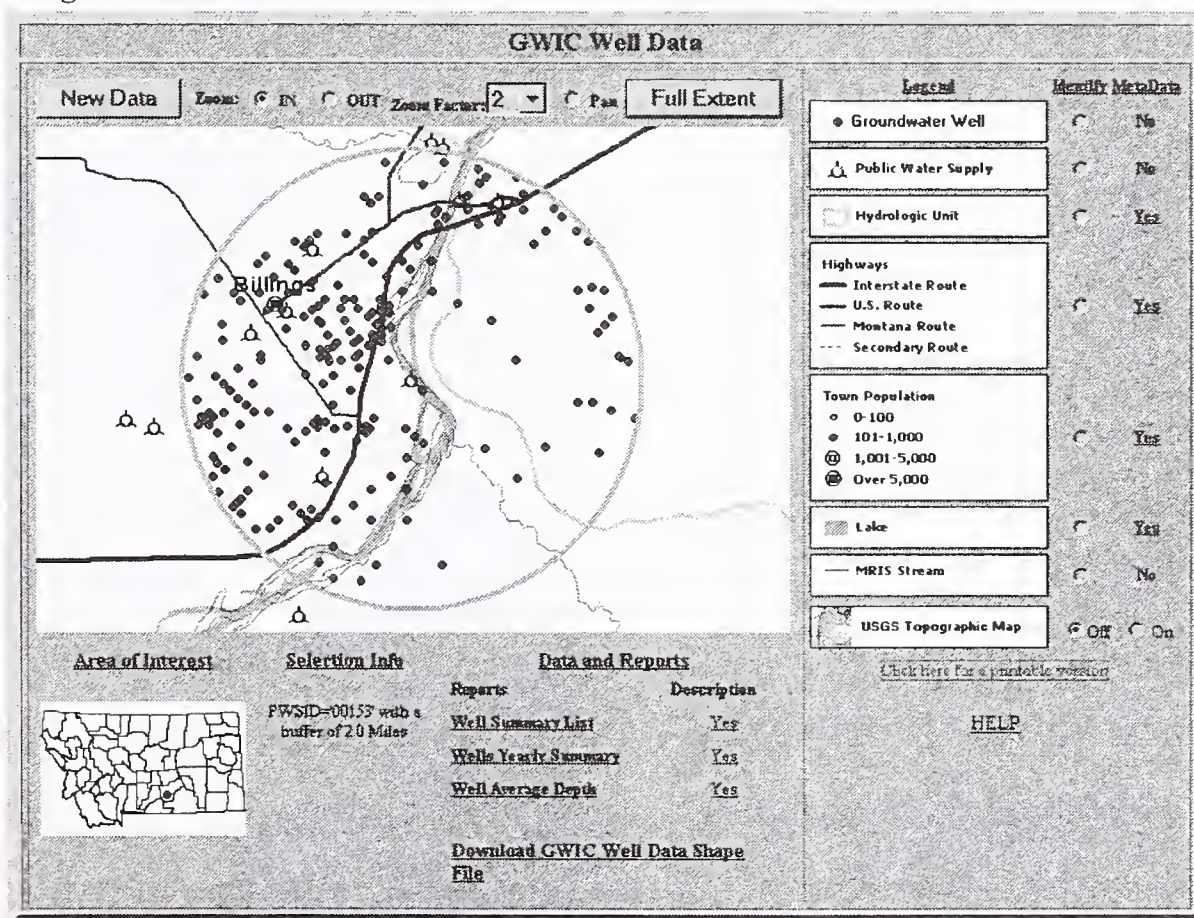 GWIC Well Data
New Data
Zoom: IN OUT Zoom Factor: 2 Pan
Full Extent
Billings
Legend
Identify MetaData
Groundwater Well
No
Public Water Supply
No
Hydrologic Unit
Yes
Highways
Interstate Route
U.S. Route
Montana Route
Secondary Route
Yes
Town Population
0-100
101-1,000
1,001-5,000
Over 5,000
Yes
Lake
Yes
MRIS Stream
No
USGS Topographic Map
Off On
Click here for a printable version
HELP
Area of Interest
Selection Info
PWSID='00153' with a
buffer of 2.0 Miles
Data and Reports
Reports Description
Well Summary List Yes
Wells Yearly Summary Yes
Well Average Depth Yes
Download GWIC Well Data Shape
File